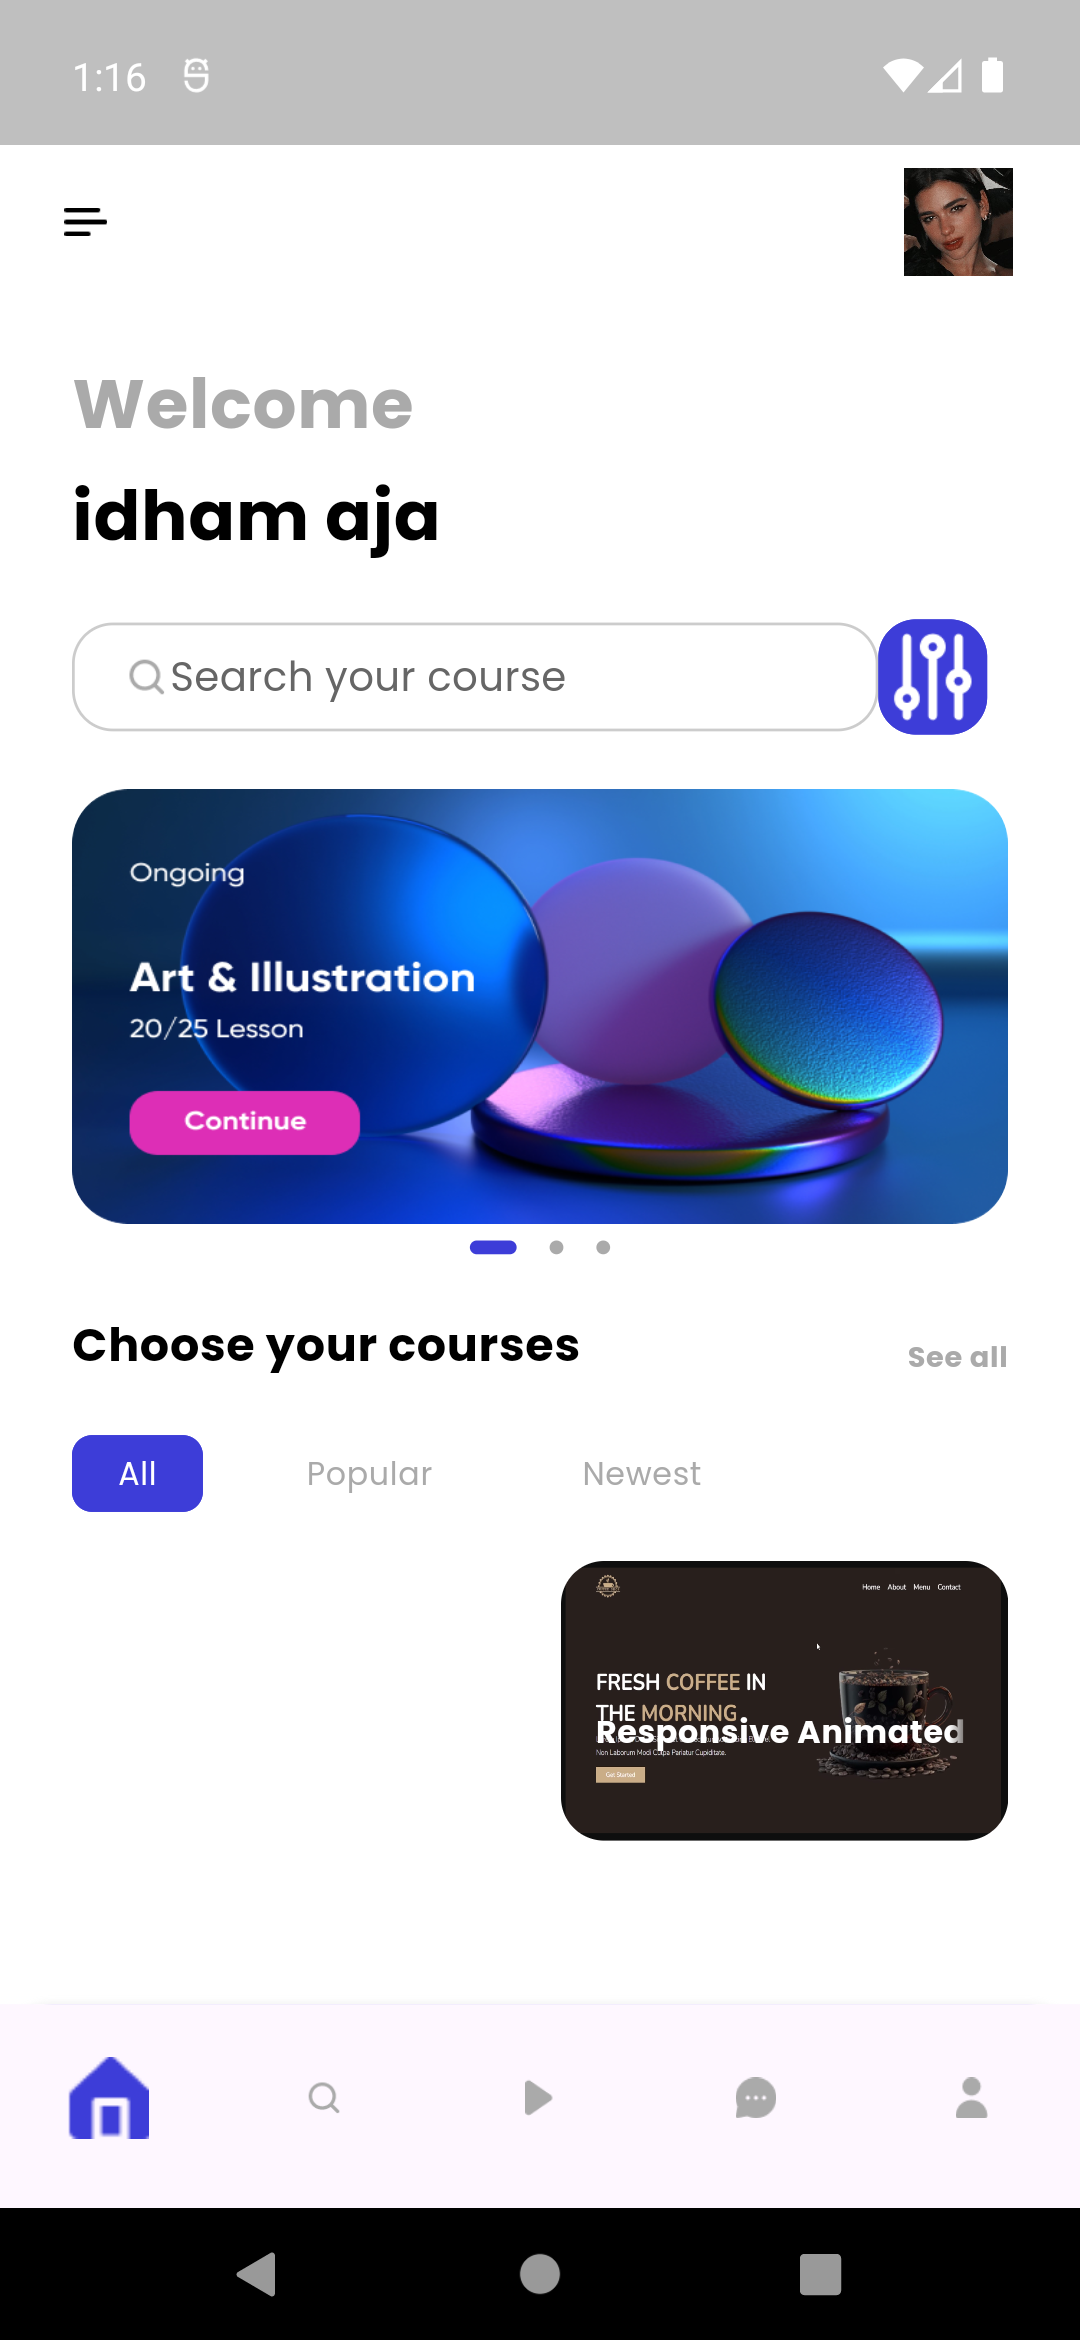 1:16
Welcome
idham aja
Search your course
Ongoing
Art & Illustration
20/25 Lesson
Continue
Choose your courses
See all
All
Popular
Newest
Home About Menu Contact
FRESH COFFEE IN
THE MORNING
Responsive Animated
Non Laborum Modi Culpa Pariatur Cupiditate.
Get Started